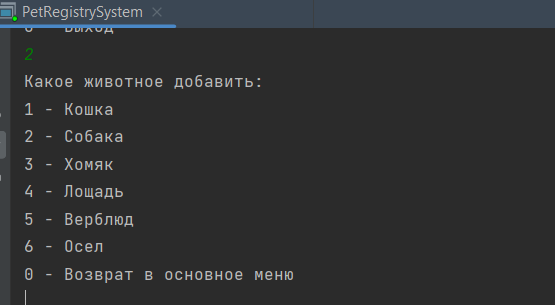 PetRegistrySystem
0 - Выход
2
Какое животное добавить:
1 - Кошка
2 - Собака
3 - Хомяк
4 - Лощадь
5 - Верблюд
6 - Осел
0 - Возврат в основное меню